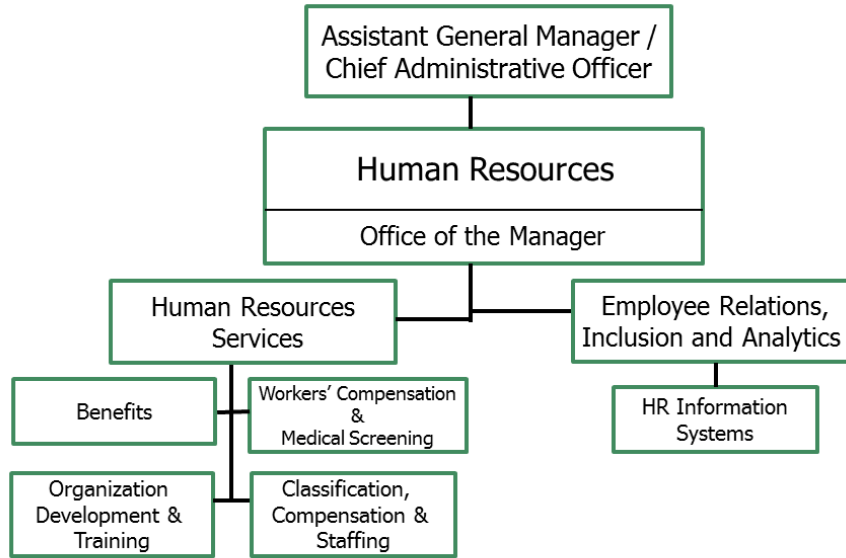 Assistant General Manager /
Chief Administrative Officer
Human Resources
Office of the Manager
Human Resources
Services
Employee Relations,
Inclusion and Analytics
Benefits
Workers’ Compensation
&
Medical Screening
HR Information
Systems
Organization
Development &
Training
Classification,
Compensation &
Staffing